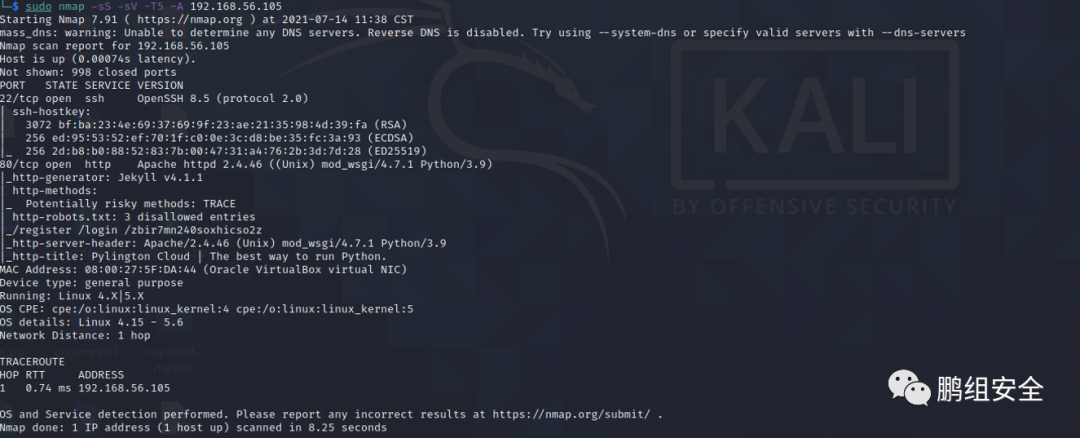 └─$ sudo nmap -sS -sV -T5 -A 192.168.56.105
Starting Nmap 7.91 ( https://nmap.org ) at 2021-07-14 11:38 CST
mass_dns: warning: Unable to determine any DNS servers. Reverse DNS is disabled. Try using --system-dns or specify valid servers with --dns-servers
Nmap scan report for 192.168.56.105
Host is up (0.00074s latency).
Not shown: 998 closed ports
PORT   STATE SERVICE VERSION
22/tcp open  ssh     OpenSSH 8.5 (protocol 2.0)
| ssh-hostkey:
|   3072 bf:ba:23:4e:69:37:69:9f:23:ae:21:35:98:4d:39:fa (RSA)
|   256 ed:95:53:52:ef:70:1f:c0:0e:3c:d8:be:35:fc:3a:93 (ECDSA)
|_  256 2d:b8:b0:88:52:83:7b:00:47:31:a4:76:2b:3d:7d:28 (ED25519)
80/tcp open  http    Apache httpd 2.4.46 ((Unix) mod_wsgi/4.7.1 Python/3.9)
|_http-generator: Jekyll v4.1.1
| http-methods:
|_  Potentially risky methods: TRACE
| http-robots.txt: 3 disallowed entries
|_/register /login /zbir7mn240soxhicso2z
|_http-server-header: Apache/2.4.46 (Unix) mod_wsgi/4.7.1 Python/3.9
|_http-title: Pylington Cloud | The best way to run Python.
MAC Address: 08:00:27:5F:DA:44 (Oracle VirtualBox virtual NIC)
Device type: general purpose
Running: Linux 4.X|5.X
OS CPE: cpe:/o:linux:linux_kernel:4 cpe:/o:linux:linux_kernel:5
OS details: Linux 4.15 - 5.6
Network Distance: 1 hop
TRACEROUTE
HOP RTT     ADDRESS
1   0.74 ms 192.168.56.105
OS and Service detection performed. Please report any incorrect results at https://nmap.org/submit/ .
Nmap done: 1 IP address (1 host up) scanned in 8.25 seconds
KALI
BY OFFENSIVE SECURITY
impacket-
master
鹏组安全